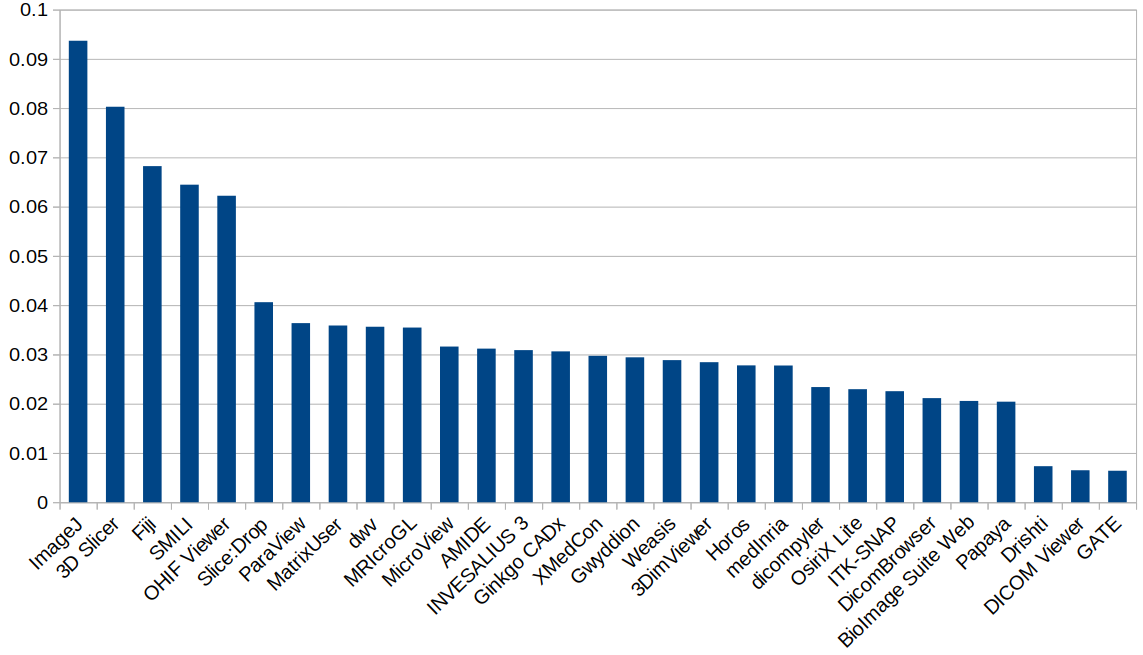 0.1
0.09
0.08
0.07
0.06
0.05
0.04
0.03
0.02
0.01
0
ImageJ
3D Slicer
Fiji
SMILI
OHIF Viewer
Slice:Drop
ParaView
MatrixUser
dwv
MRIcroGL
MicroView
AMIDE
INVESALIUS 3
Ginkgo CADx
XMedCon
Gwyddion
Weasis
3DimViewer
Horos
medInria
dicompyler
OsiriX Lite
ITK-SNAP
DicomBrowser
BioImage Suite Web
Papaya
Drishti
DICOM Viewer
GATE